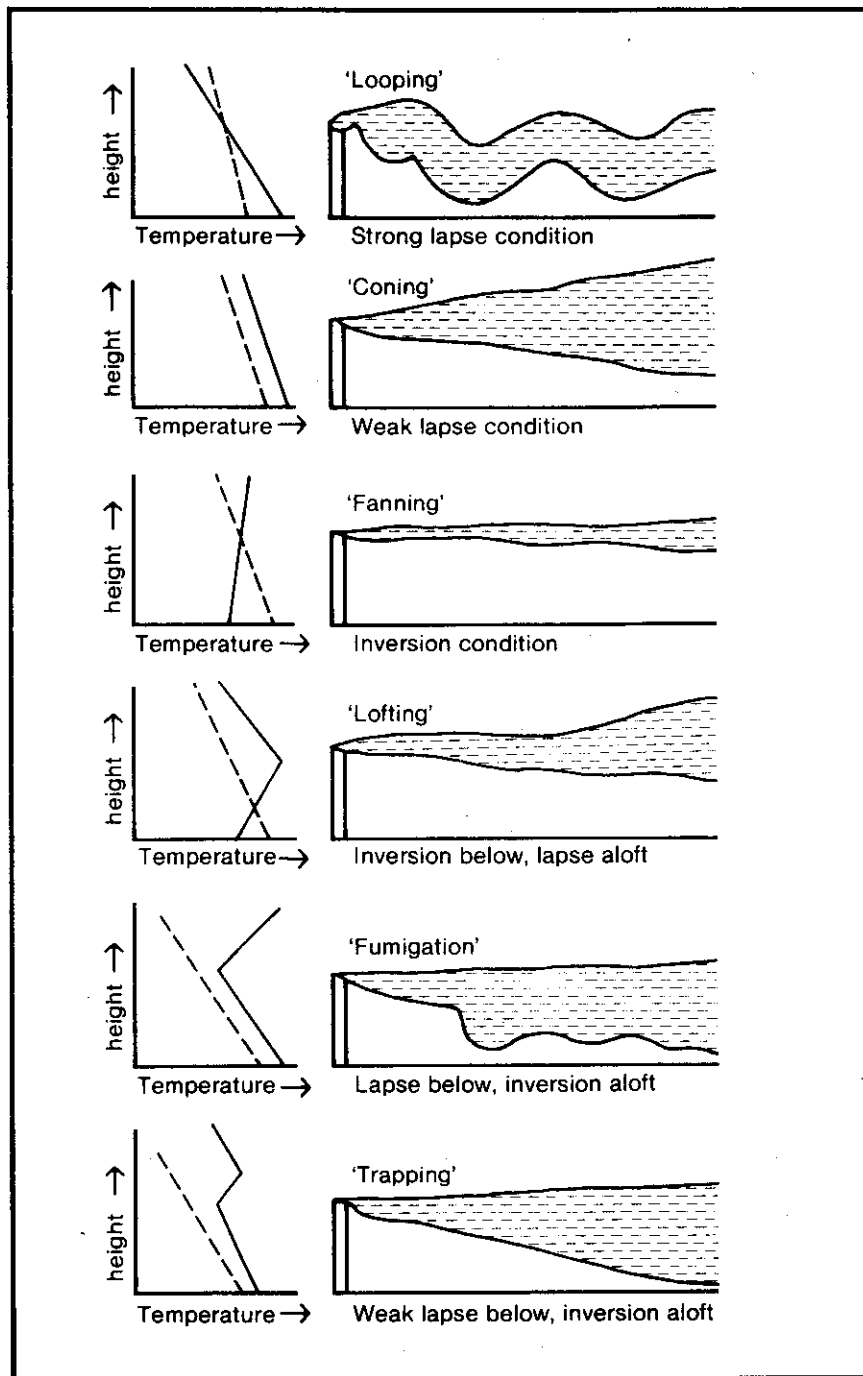 'Looping'
height →
Temperature →
Strong lapse condition
'Coning'
height →
Temperature →
Weak lapse condition
'Fanning'
height →
Temperature →
Inversion condition
'Lofting'
height →
Temperature →
Inversion below, lapse aloft
'Fumigation'
height →
Temperature →
Lapse below, inversion aloft
'Trapping'
height →
Temperature →
Weak lapse below, inversion aloft